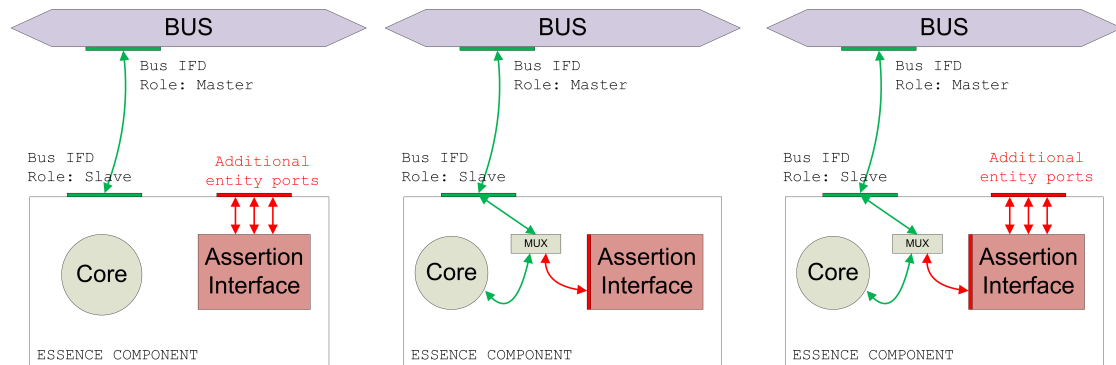 BUS
Bus IFD
Role: Master
Bus IFD
Role: Slave
Additional
entity ports
Core
Assertion
Interface
ESSENCE COMPONENT
BUS
Bus IFD
Role: Master
Bus IFD
Role: Slave
MUX
Core
Assertion
Interface
ESSENCE COMPONENT
BUS
Bus IFD
Role: Master
Bus IFD
Role: Slave
Additional
entity ports
MUX
Core
Assertion
Interface
ESSENCE COMPONENT